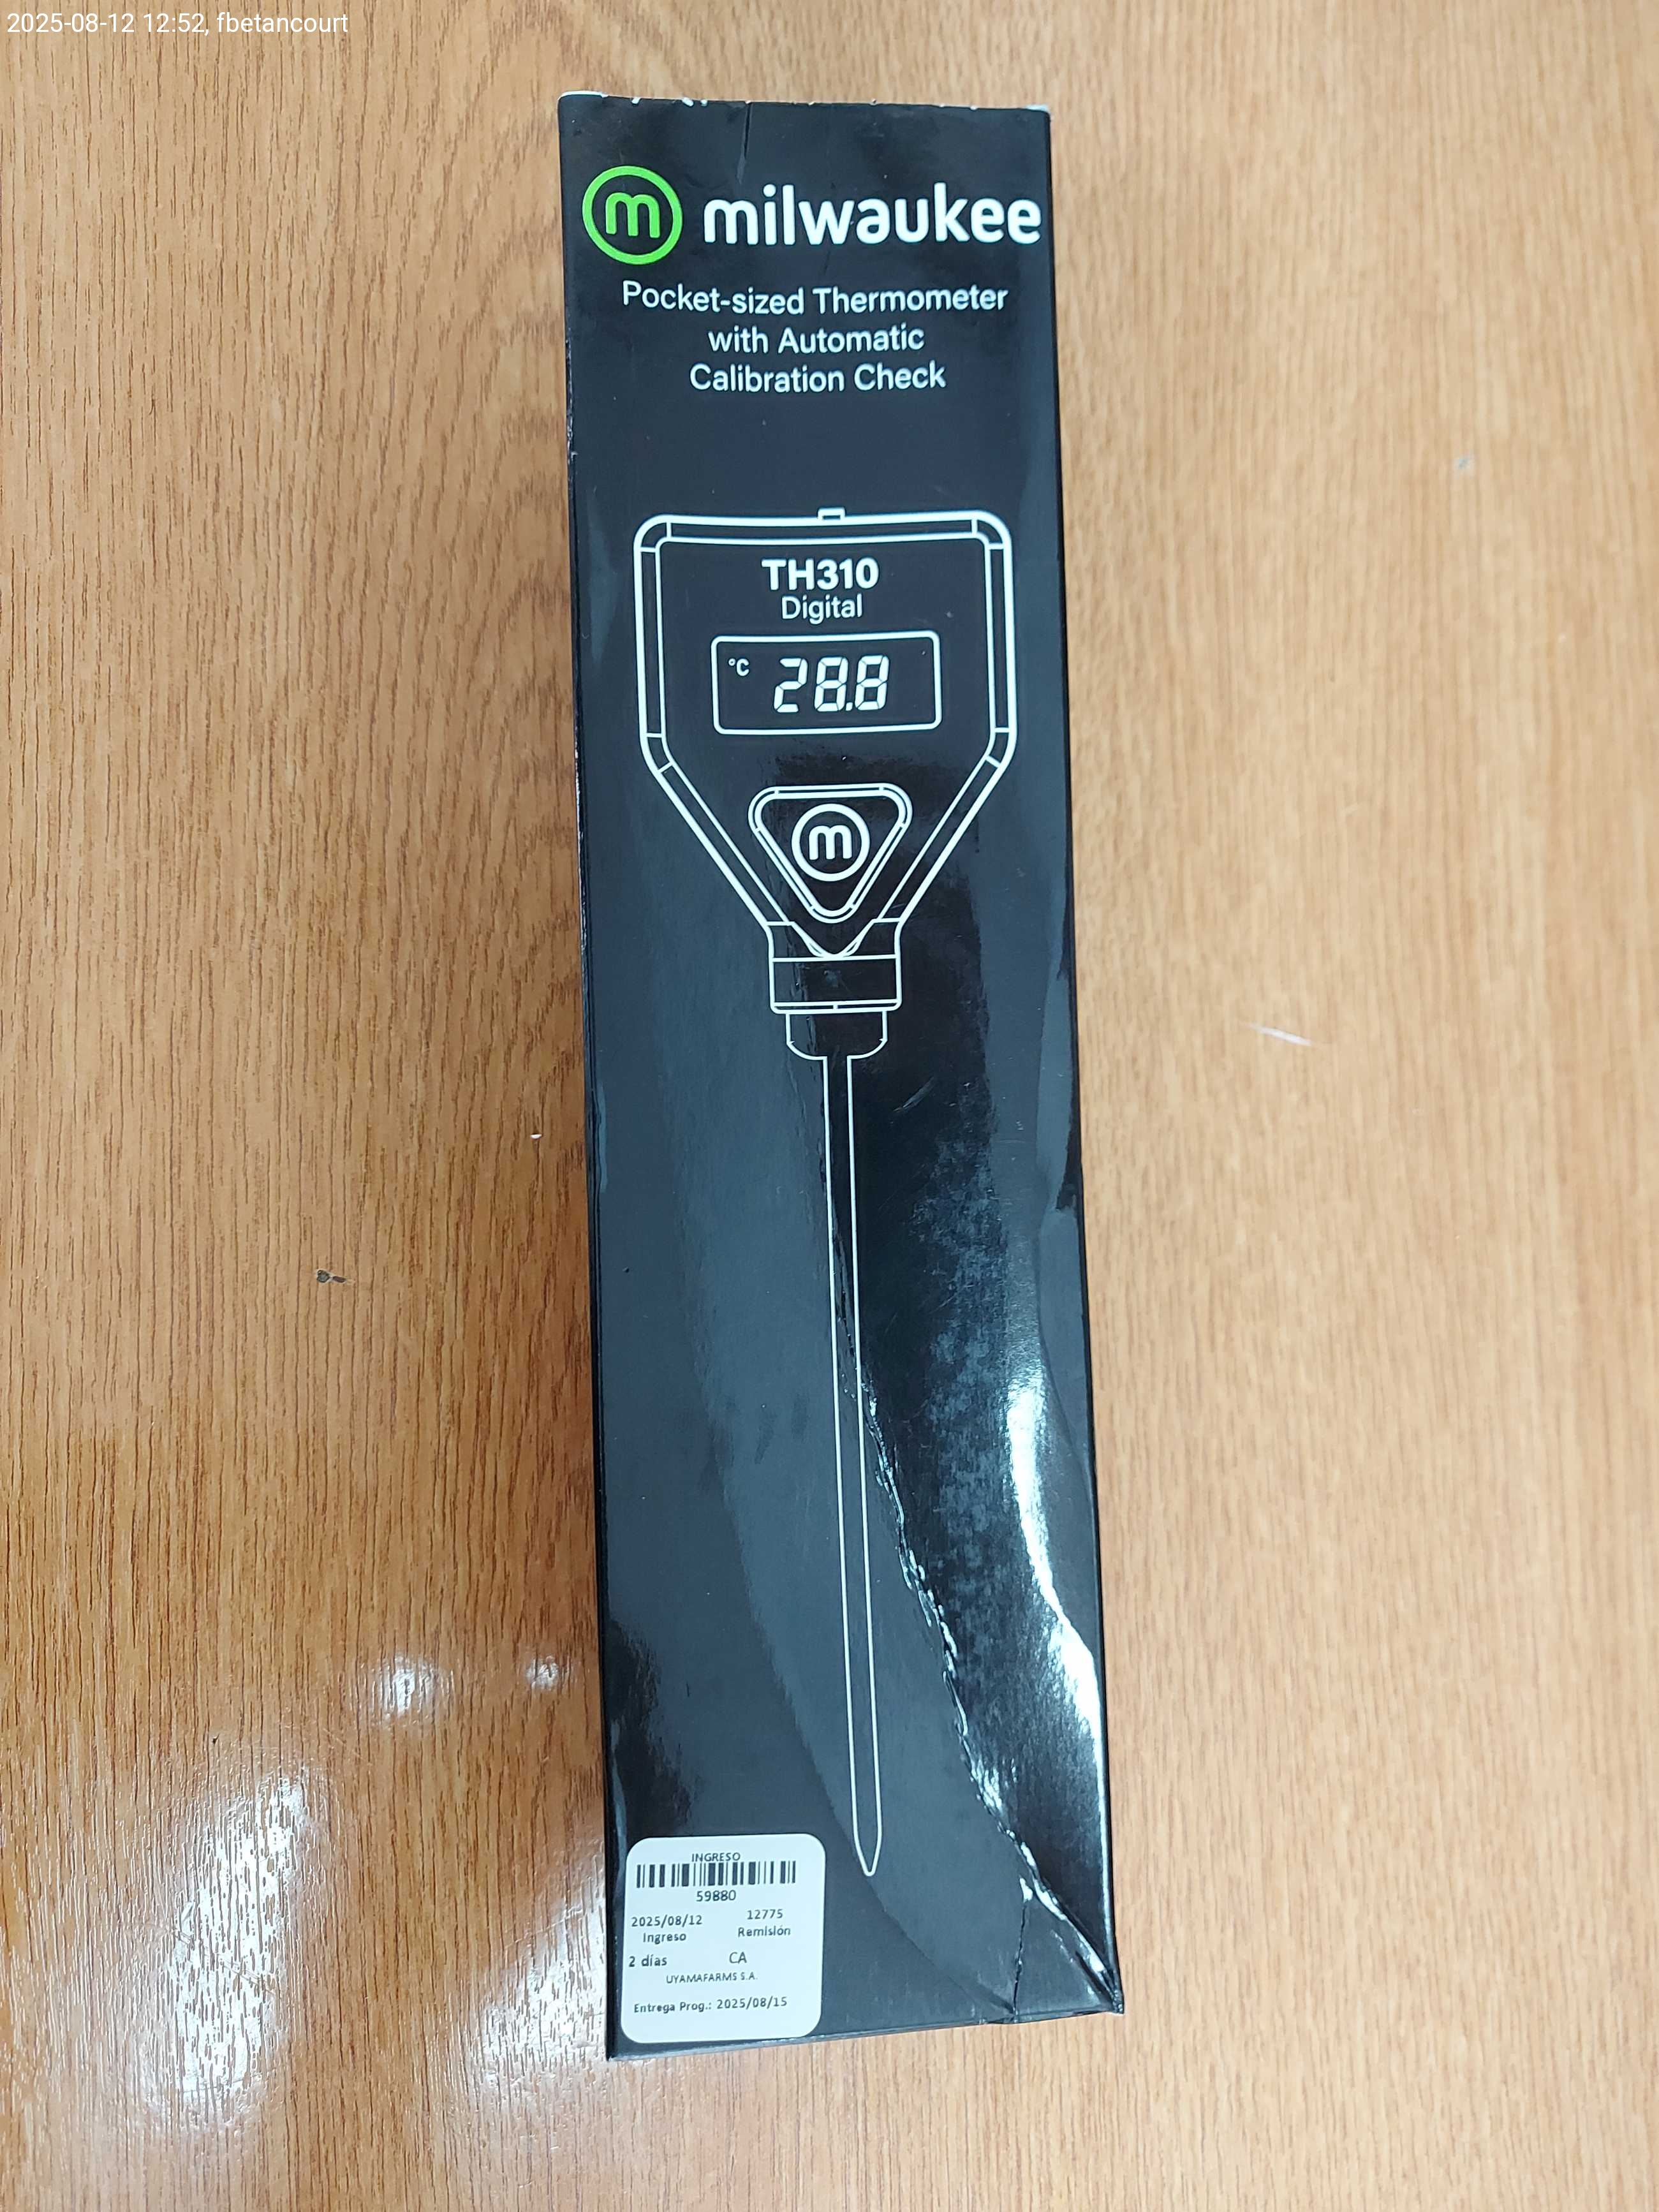 2025-08-12 12:52, fbetancourt
m milwaukee
Pocket-sized Thermometer
with Automatic
Calibration Check
TH310
Digital
°C 28.8
m
INGRESO
59880
2025/08/12 12775
Ingreso Remisión
2 días CA
UYAMAFARMS S.A.
Entrega Prog.: 2025/08/15